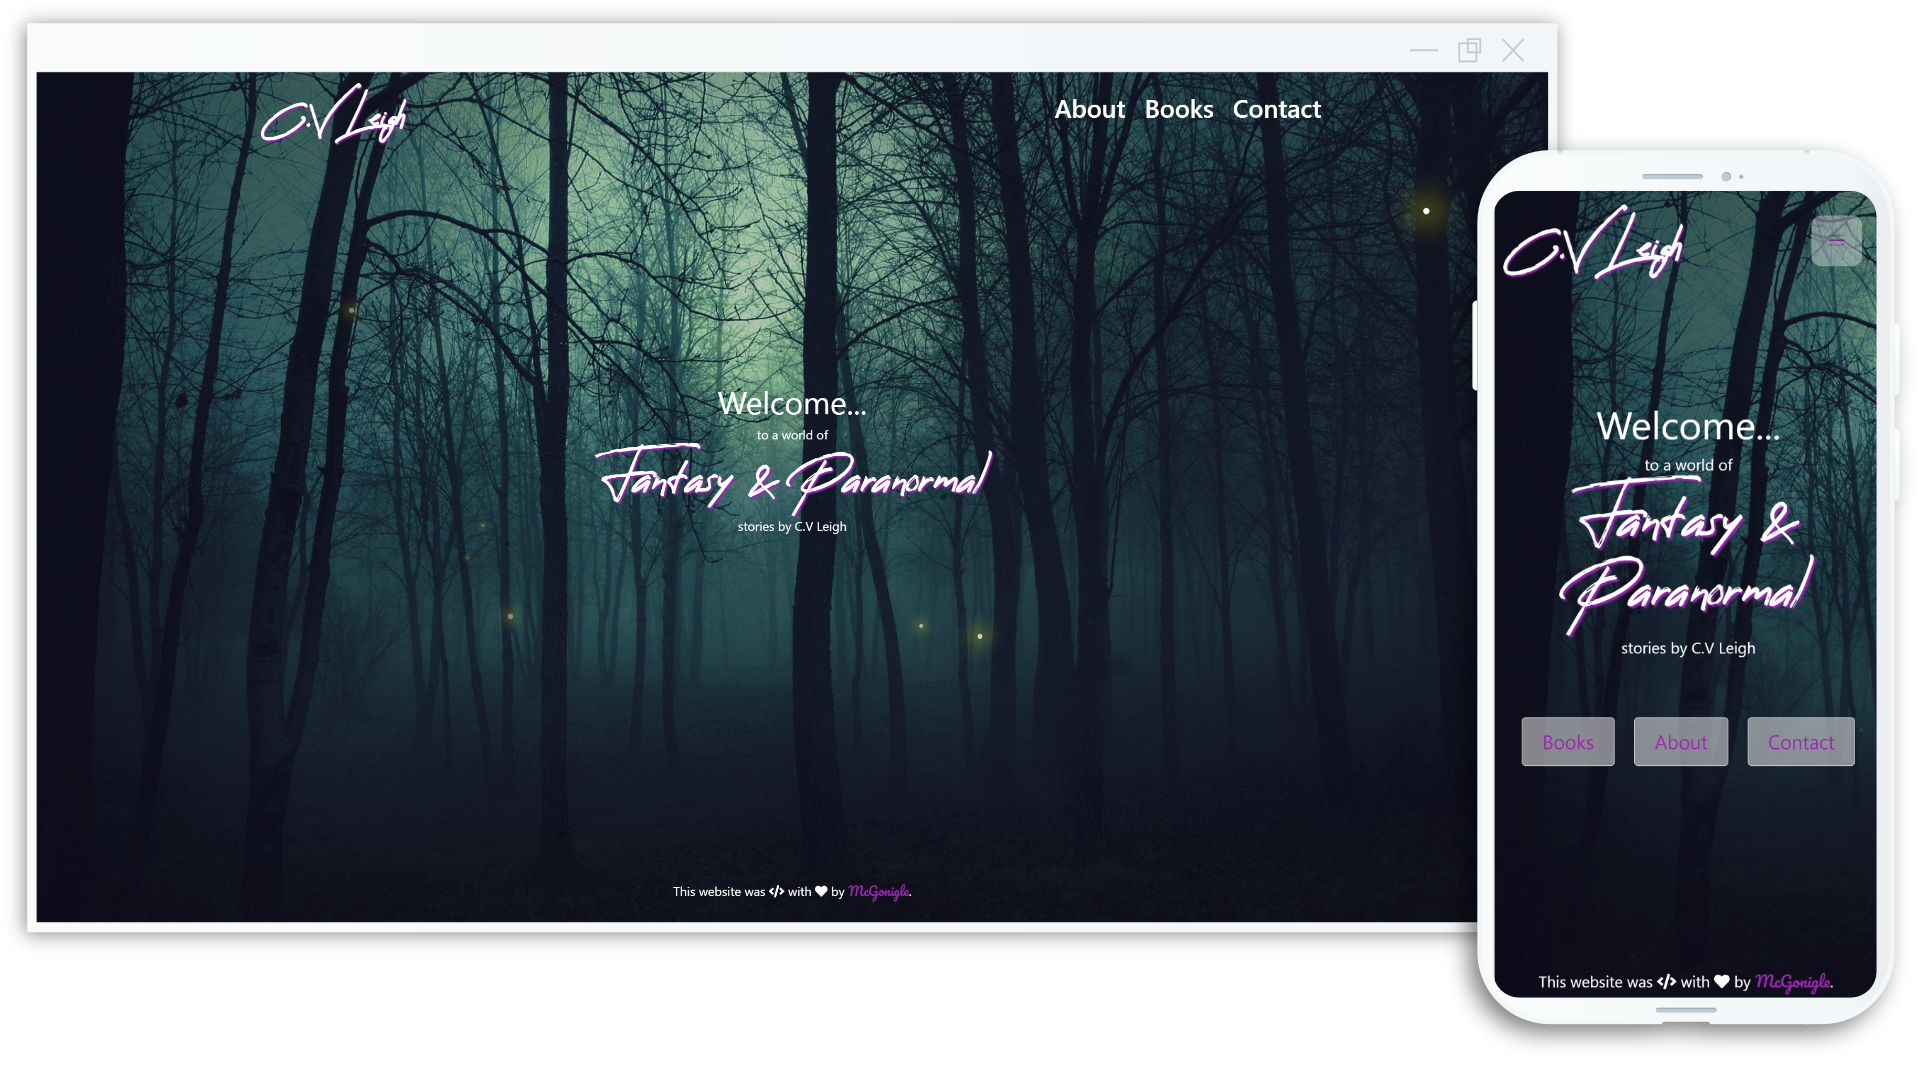 C.V Leigh
About Books Contact
Welcome...
to a world of
Fantasy & Paranormal
stories by C.V Leigh
This website was </> with ♥ by McGonigle.
C.V Leigh
Welcome...
to a world of
Fantasy &
Paranormal
stories by C.V Leigh
Books About Contact
This website was </> with ♥ by McGonigle.